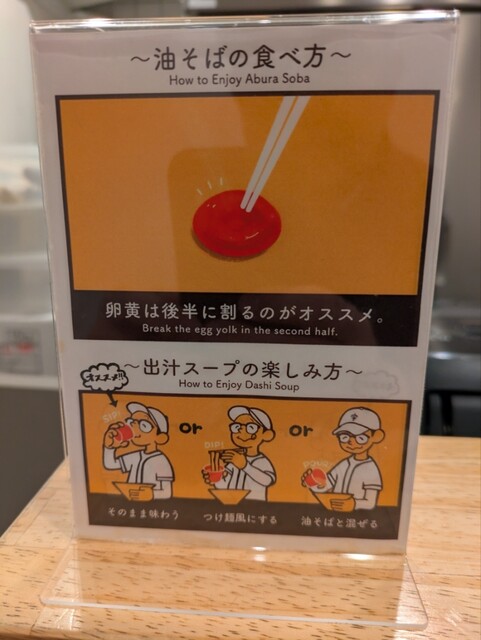 〜油そばの食べ方〜
How to Enjoy Abura Soba
卵黄は後半に割るのがオススメ。
Break the egg yolk in the second half.
〜出汁スープの楽しみ方〜
How to Enjoy Dashi Soup
オススメ!!
SIP!
or
DIP!
or
そのまま味わう
つけ麺風にする
油そばと混ぜる